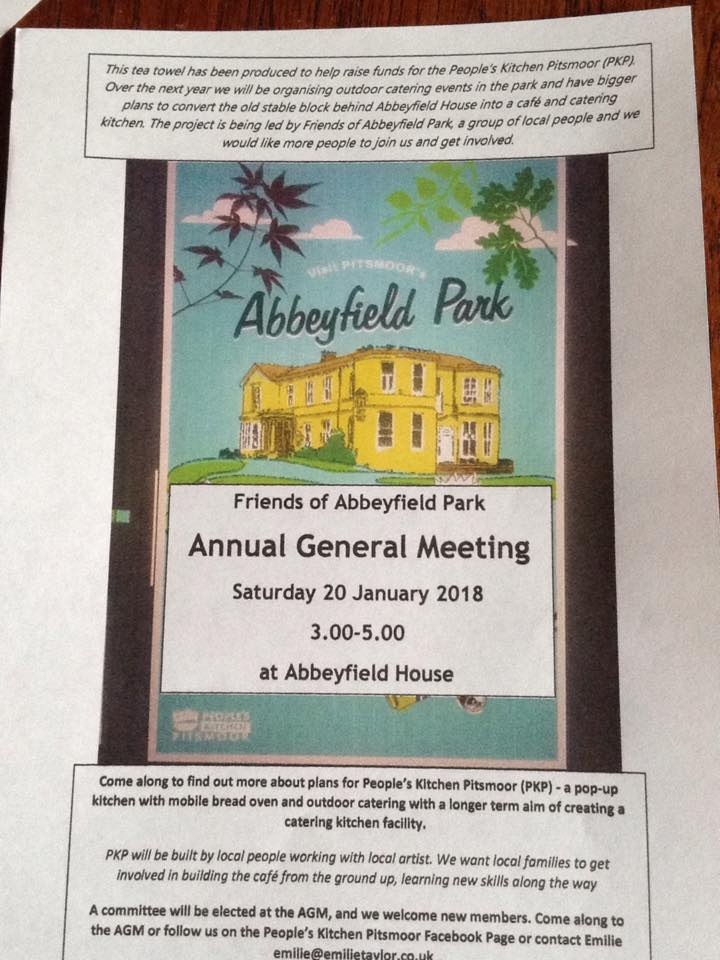 This tea towel has been produced to help raise funds for the People's Kitchen Pitsmoor (PKP).
Over the next year we will be organising outdoor catering events in the park and have bigger
plans to convert the old stable block behind Abbeyfield House into a café and catering
kitchen. The project is being led by Friends of Abbeyfield Park, a group of local people and we
would like more people to join us and get involved.
Visit PITSMOOR's
Abbeyfield Park
Friends of Abbeyfield Park
Annual General Meeting
Saturday 20 January 2018
3.00-5.00
at Abbeyfield House
PEOPLE'S
KITCHEN
PITSMOOR
Come along to find out more about plans for People's Kitchen Pitsmoor (PKP) - a pop-up
kitchen with mobile bread oven and outdoor catering with a longer term aim of creating a
catering kitchen facility.
PKP will be built by local people working with local artist. We want local families to get
involved in building the café from the ground up, learning new skills along the way
A committee will be elected at the AGM, and we welcome new members. Come along to
the AGM or follow us on the People's Kitchen Pitsmoor Facebook Page or contact Emilie
emilie@emilietaylor.co.uk